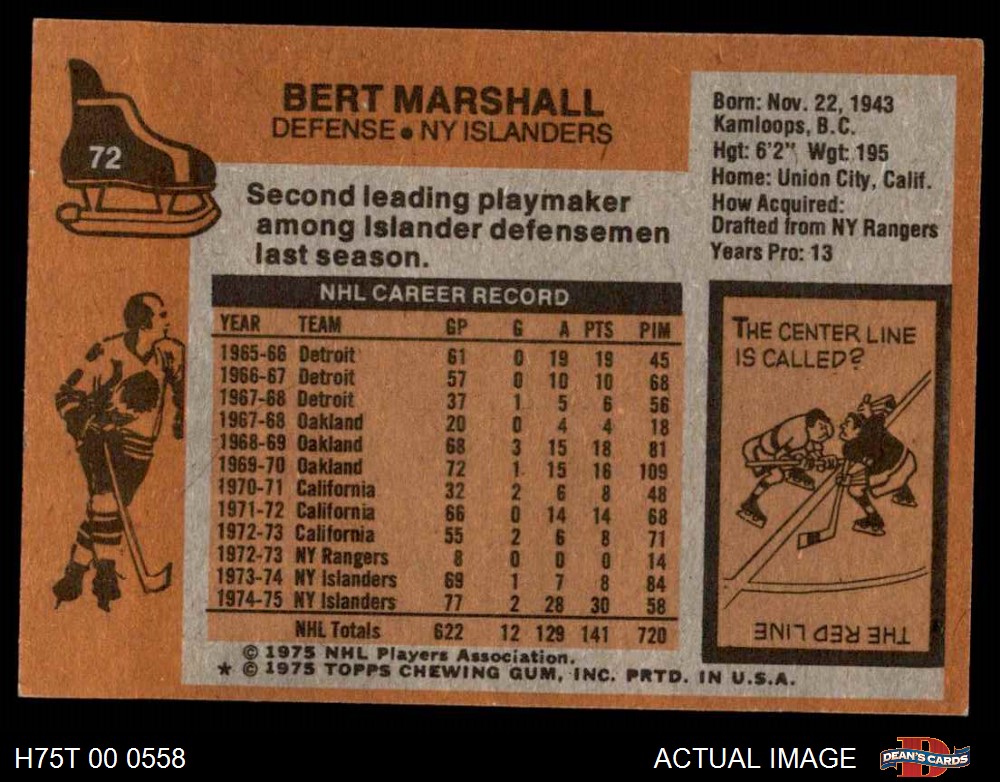 72
BERT MARSHALL
DEFENSE • NY ISLANDERS
Second leading playmaker
among Islander defensemen
last season.
Born: Nov. 22, 1943
Kamloops, B.C.
Hgt: 6'2" Wgt: 195
Home: Union City, Calif.
How Acquired:
Drafted from NY Rangers
Years Pro: 13
NHL CAREER RECORD
YEAR TEAM GP G A PTS PIM
1965-66 Detroit 61 0 19 19 45
1966-67 Detroit 57 0 10 10 68
1967-68 Detroit 37 1 5 6 56
1967-68 Oakland 20 0 4 4 18
1968-69 Oakland 68 3 15 18 81
1969-70 Oakland 72 1 15 16 109
1970-71 California 32 2 6 8 48
1971-72 California 66 0 14 14 68
1972-73 California 55 2 6 8 71
1972-73 NY Rangers 8 0 0 0 14
1973-74 NY Islanders 69 1 7 8 84
1974-75 NY Islanders 77 2 28 30 58
NHL Totals 622 12 129 141 720
© 1975 NHL Players Association.
* © 1975 TOPPS CHEWING GUM, INC. PRTD. IN U.S.A.
THE CENTER LINE
IS CALLED?
THE RED LINE
H75T 00 0558
ACTUAL IMAGE
DEAN'S CARDS